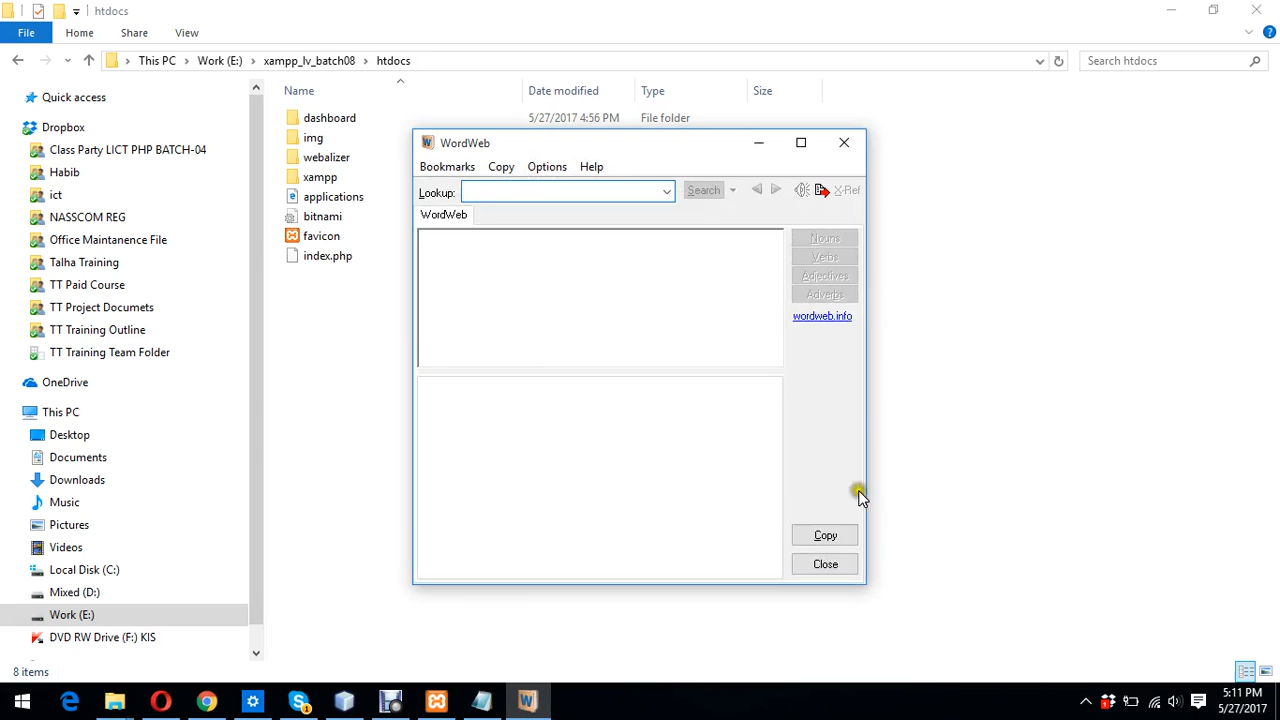 htdocs
File Home Share View
This PC Work (E:) xampp_lv_batch08 htdocs Search htdocs
Name Date modified Type Size
Quick access
Dropbox
Class Party LICT PHP BATCH-04
Habib
ict
NASSCOM REG
Office Maintanence File
Talha Training
TT Paid Course
TT Project Documets
TT Training Outline
TT Training Team Folder
OneDrive
This PC
Desktop
Documents
Downloads
Music
Pictures
Videos
Local Disk (C:)
Mixed (D:)
Work (E:)
DVD RW Drive (F:) KIS
dashboard 5/27/2017 4:56 PM File folder
img
webalizer
xampp
applications
bitnami
favicon
index.php
WordWeb
Bookmarks Copy Options Help
Lookup: Search X-Ref
WordWeb
Nouns
Verbs
Adjectives
Adverbs
wordweb.info
Copy
Close
8 items
5:11 PM
5/27/2017